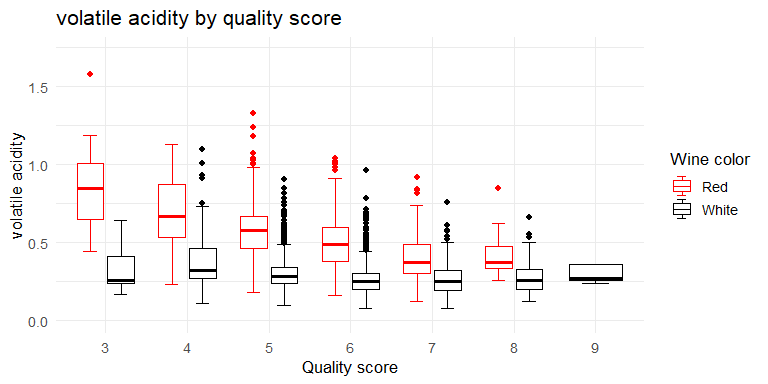 volatile acidity by quality score
volatile acidity
1.5
1.0
0.5
0.0
3 4 5 6 7 8 9
Quality score
Wine color
Red
White